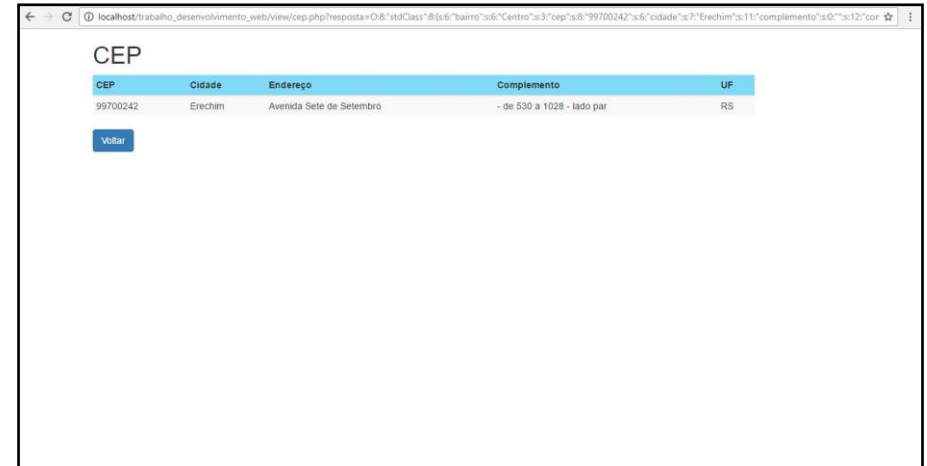 localhost/trabalho_desenvolvimento_web/view/cep.php?resposta=O:8:"stdClass":8:{s:6:"bairro";s:6:"Centro";s:3:"cep";s:8:"99700242";s:6:"cidade";s:7:"Erechim";s:11:"complemento";s:0:"";s:12:"cor
CEP
CEP Cidade Endereço Complemento UF
99700242 Erechim Avenida Sete de Setembro - de 530 a 1028 - lado par RS
Voltar